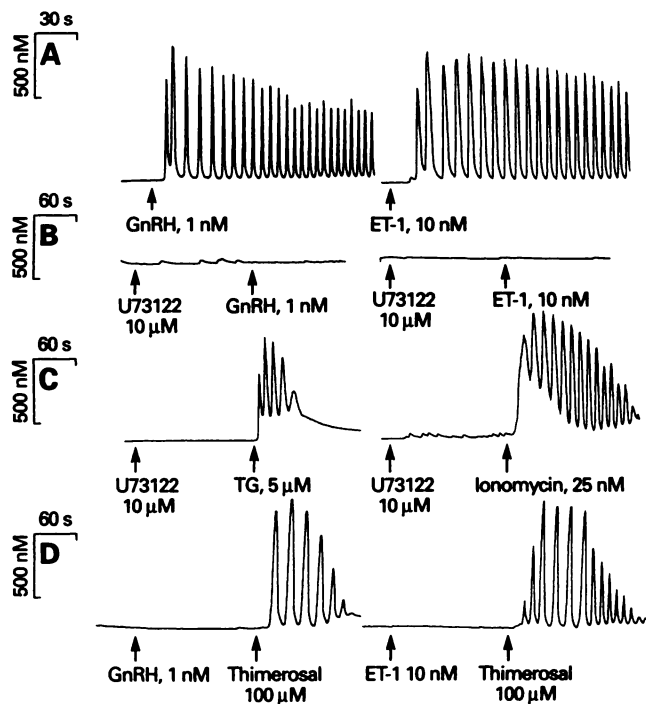 30 s
A
500 nM
GnRH, 1 nM
ET-1, 10 nM
60 s
B
500 nM
U73122
10 µM
GnRH, 1 nM
U73122
10 µM
ET-1, 10 nM
60 s
C
500 nM
U73122
10 µM
TG, 5 µM
U73122
10 µM
Ionomycin, 25 nM
60 s
D
500 nM
GnRH, 1 nM
Thimerosal
100 µM
ET-1 10 nM
Thimerosal
100 µM